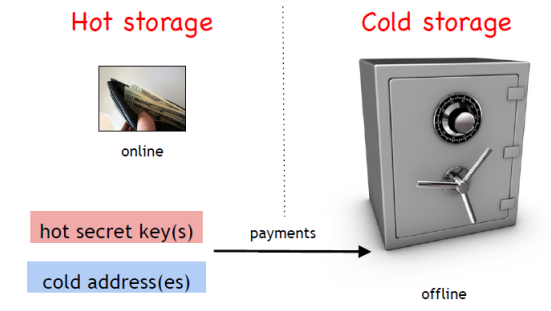 Hot storage
Cold storage
online
hot secret key(s)
payments
cold address(es)
offline